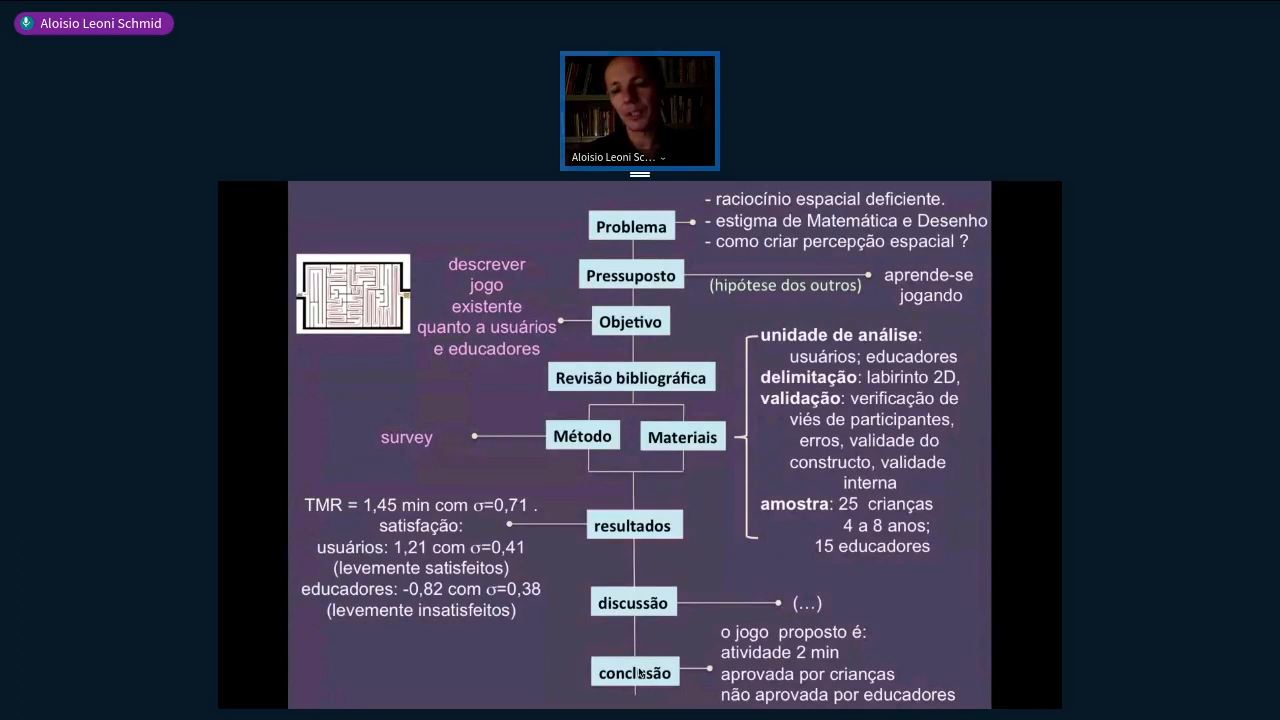 Aloisio Leoni Schmid
Aloisio Leoni Sc...
Problema
- raciocínio espacial deficiente.
- estigma de Matemática e Desenho
- como criar percepção espacial ?
Pressuposto
(hipótese dos outros)
aprende-se
jogando
descrever
jogo
existente
quanto a usuários
e educadores
Objetivo
Revisão bibliográfica
survey
Método
Materiais
unidade de análise:
usuários; educadores
delimitação: labirinto 2D,
validação: verificação de
viés de participantes,
erros, validade do
constructo, validade
interna
amostra: 25 crianças
4 a 8 anos;
15 educadores
TMR = 1,45 min com σ=0,71 .
satisfação:
usuários: 1,21 com σ=0,41
(levemente satisfeitos)
educadores: -0,82 com σ=0,38
(levemente insatisfeitos)
resultados
discussão
(...)
conclusão
o jogo proposto é:
atividade 2 min
aprovada por crianças
não aprovada por educadores